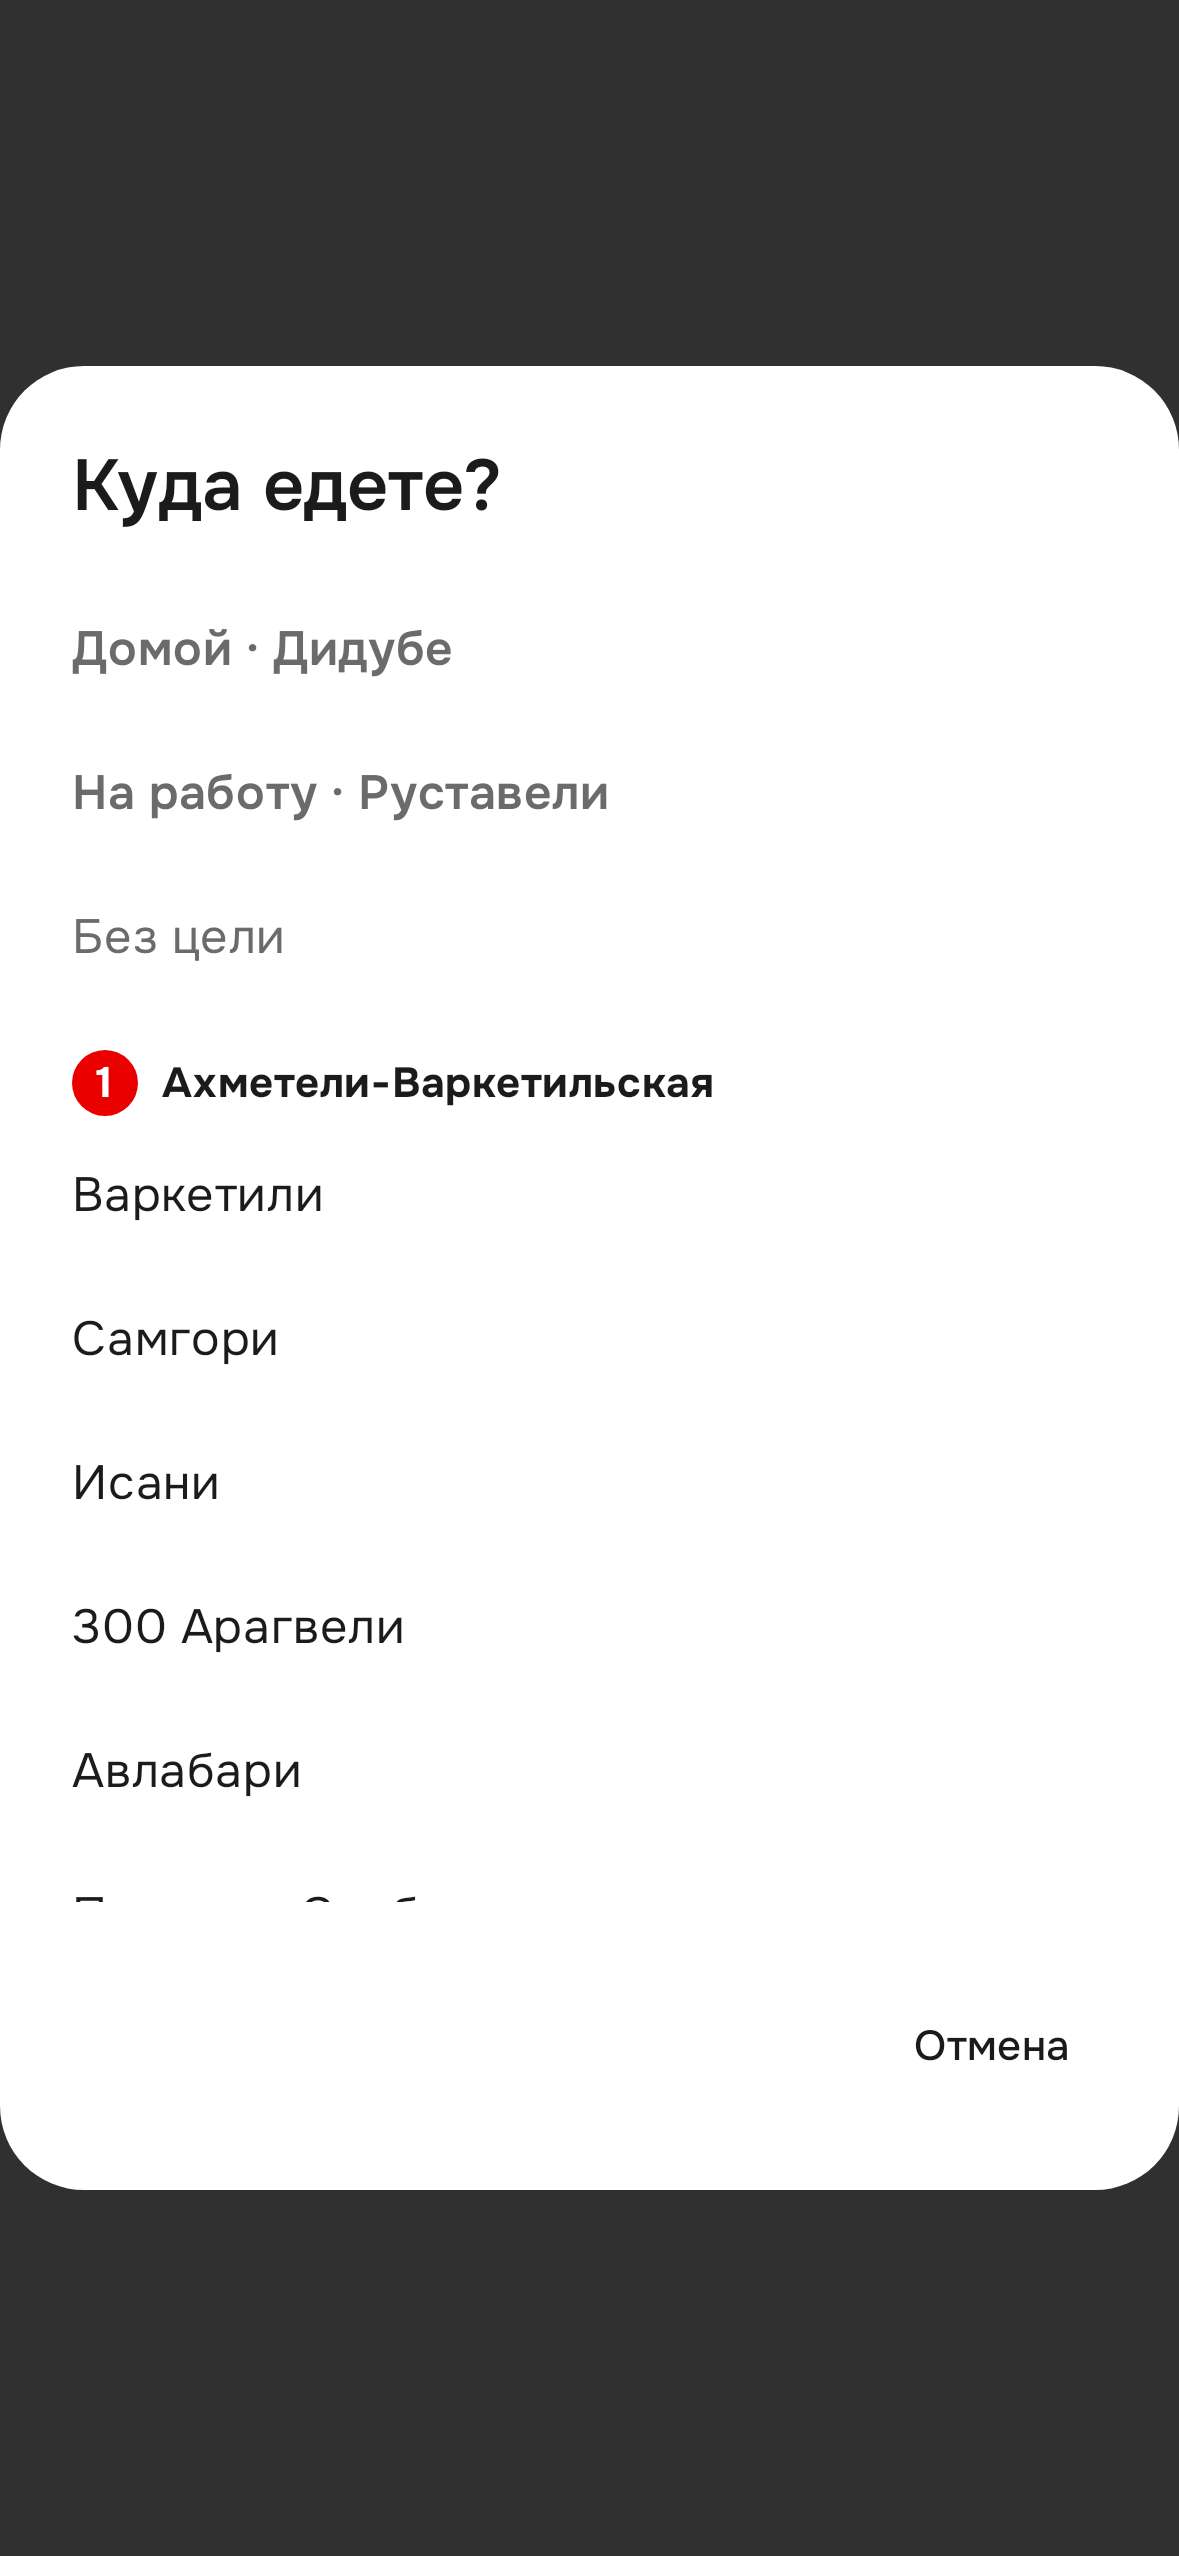 Куда едете?
Домой · Дидубе
На работу · Руставели
Без цели
1 Ахметели-Варкетильская
Варкетили
Самгори
Исани
300 Арагвели
Авлабари
Отмена